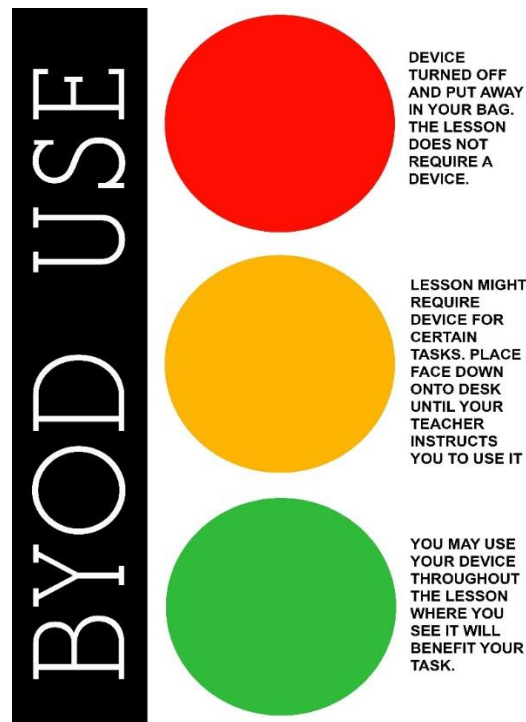 BYOD USE
DEVICE
TURNED OFF
AND PUT AWAY
IN YOUR BAG.
THE LESSON
DOES NOT
REQUIRE A
DEVICE.
LESSON MIGHT
REQUIRE
DEVICE FOR
CERTAIN
TASKS. PLACE
FACE DOWN
ONTO DESK
UNTIL YOUR
TEACHER
INSTRUCTS
YOU TO USE IT
YOU MAY USE
YOUR DEVICE
THROUGHOUT
THE LESSON
WHERE YOU
SEE IT WILL
BENEFIT YOUR
TASK.